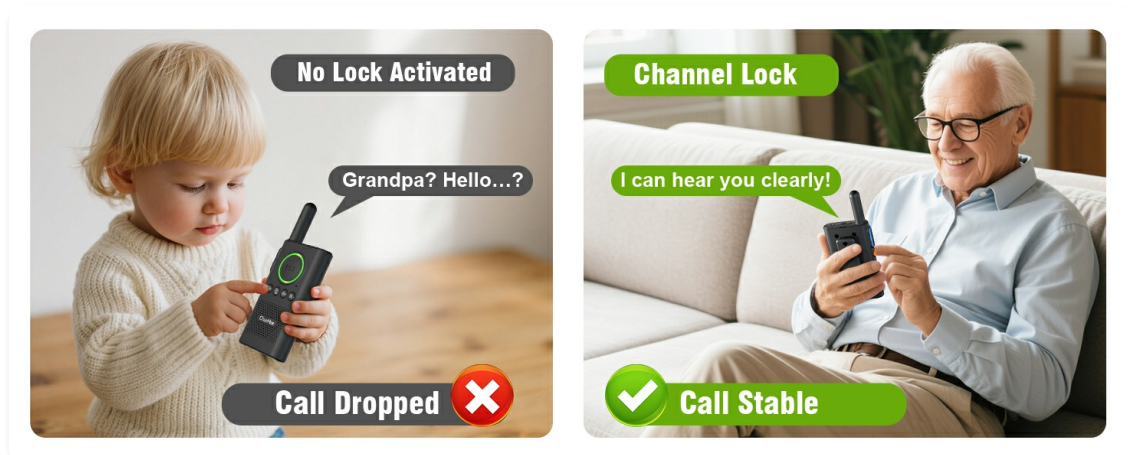 No Lock Activated
Grandpa? Hello...?
Call Dropped
Channel Lock
I can hear you clearly!
Call Stable